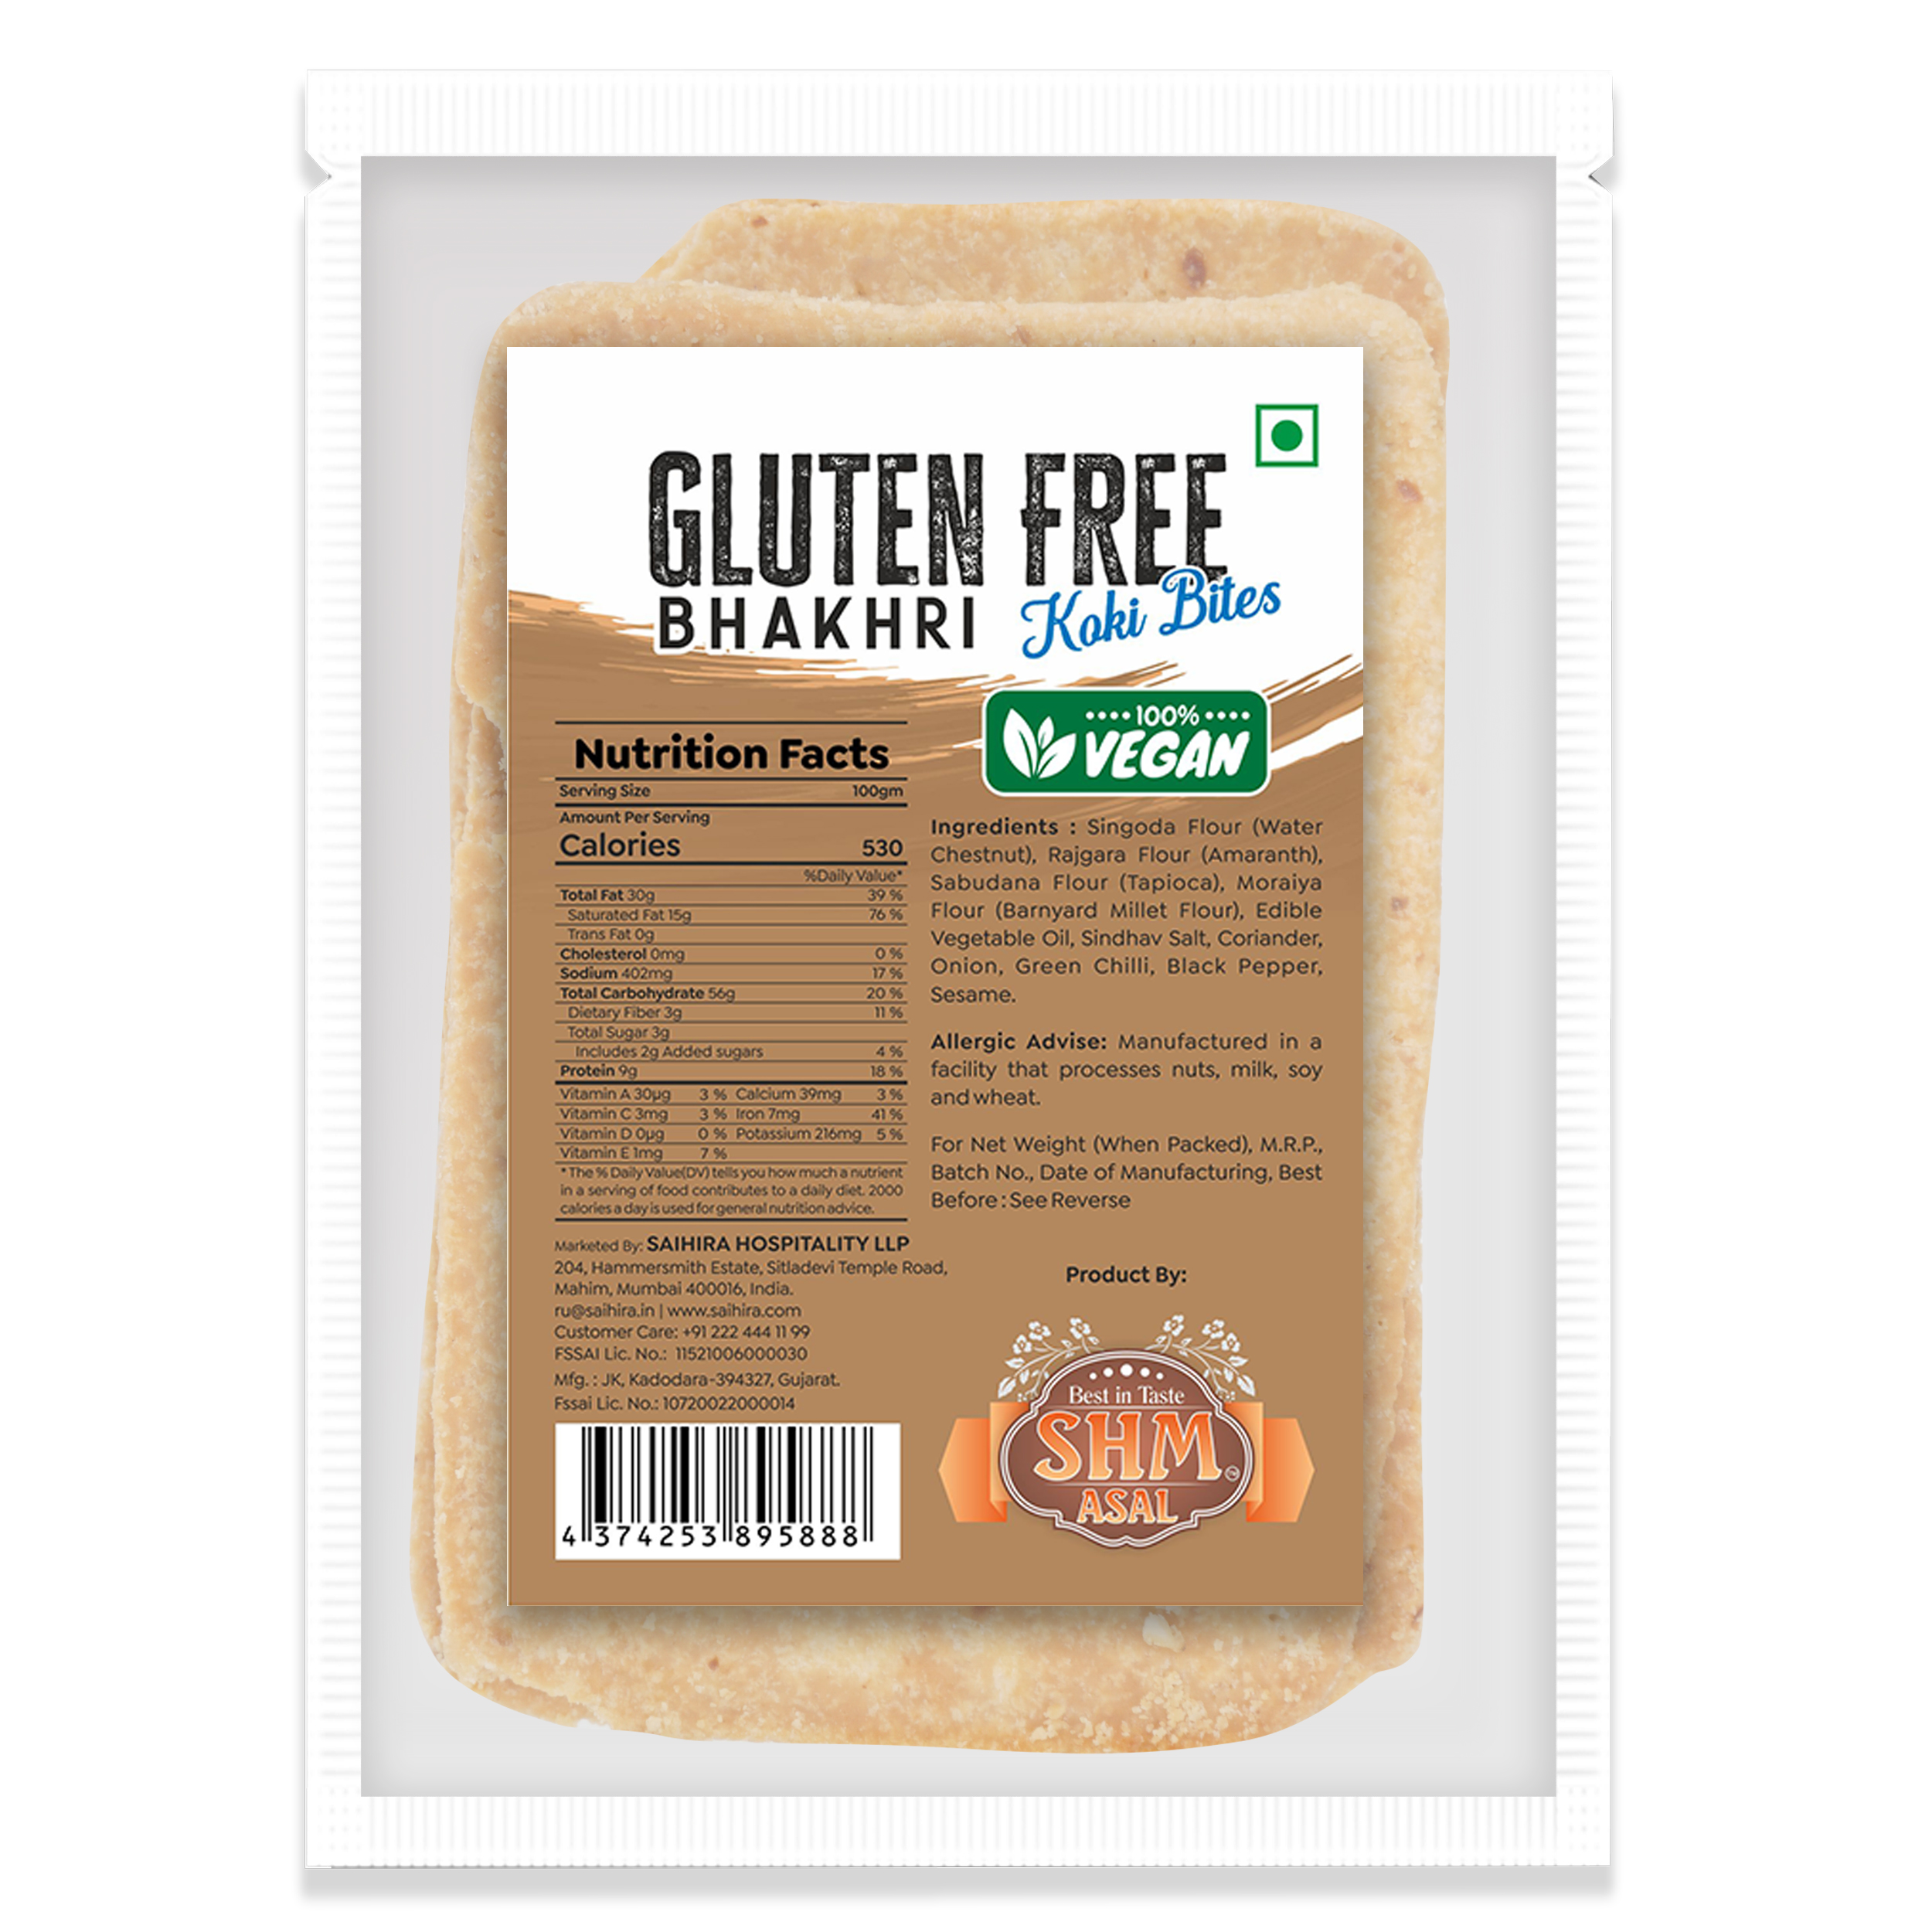 GLUTEN FREE
BHAKHRI Koki Bites
100%
VEGAN
Nutrition Facts
Serving Size 100gm
Amount Per Serving
Calories 530
%Daily Value*
Total Fat 30g 39 %
Saturated Fat 15g 76 %
Trans Fat 0g
Cholesterol 0mg 0 %
Sodium 402mg 17 %
Total Carbohydrate 56g 20 %
Dietary Fiber 3g 11 %
Total Sugar 3g
Includes 2g Added sugars 4 %
Protein 9g 18 %
Vitamin A 30µg 3 % Calcium 39mg 3 %
Vitamin C 3mg 3 % Iron 7mg 41 %
Vitamin D 0µg 0 % Potassium 216mg 5 %
Vitamin E 1mg 7 %
* The % Daily Value(DV) tells you how much a nutrient
in a serving of food contributes to a daily diet. 2000
calories a day is used for general nutrition advice.
Ingredients : Singoda Flour (Water
Chestnut), Rajgara Flour (Amaranth),
Sabudana Flour (Tapioca), Moraiya
Flour (Barnyard Millet Flour), Edible
Vegetable Oil, Sindhav Salt, Coriander,
Onion, Green Chilli, Black Pepper,
Sesame.
Allergic Advise: Manufactured in a
facility that processes nuts, milk, soy
and wheat.
For Net Weight (When Packed), M.R.P.,
Batch No., Date of Manufacturing, Best
Before : See Reverse
Marketed By: SAIHIRA HOSPITALITY LLP
204, Hammersmith Estate, Sitladevi Temple Road,
Mahim, Mumbai 400016, India.
ru@saihira.in | www.saihira.com
Customer Care: +91 222 444 11 99
FSSAI Lic. No.: 11521006000030
Mfg. : JK, Kadodara-394327, Gujarat.
Fssai Lic. No.: 10720022000014
4 374253 895888
Product By:
Best in Taste
SHM
TM
ASAL